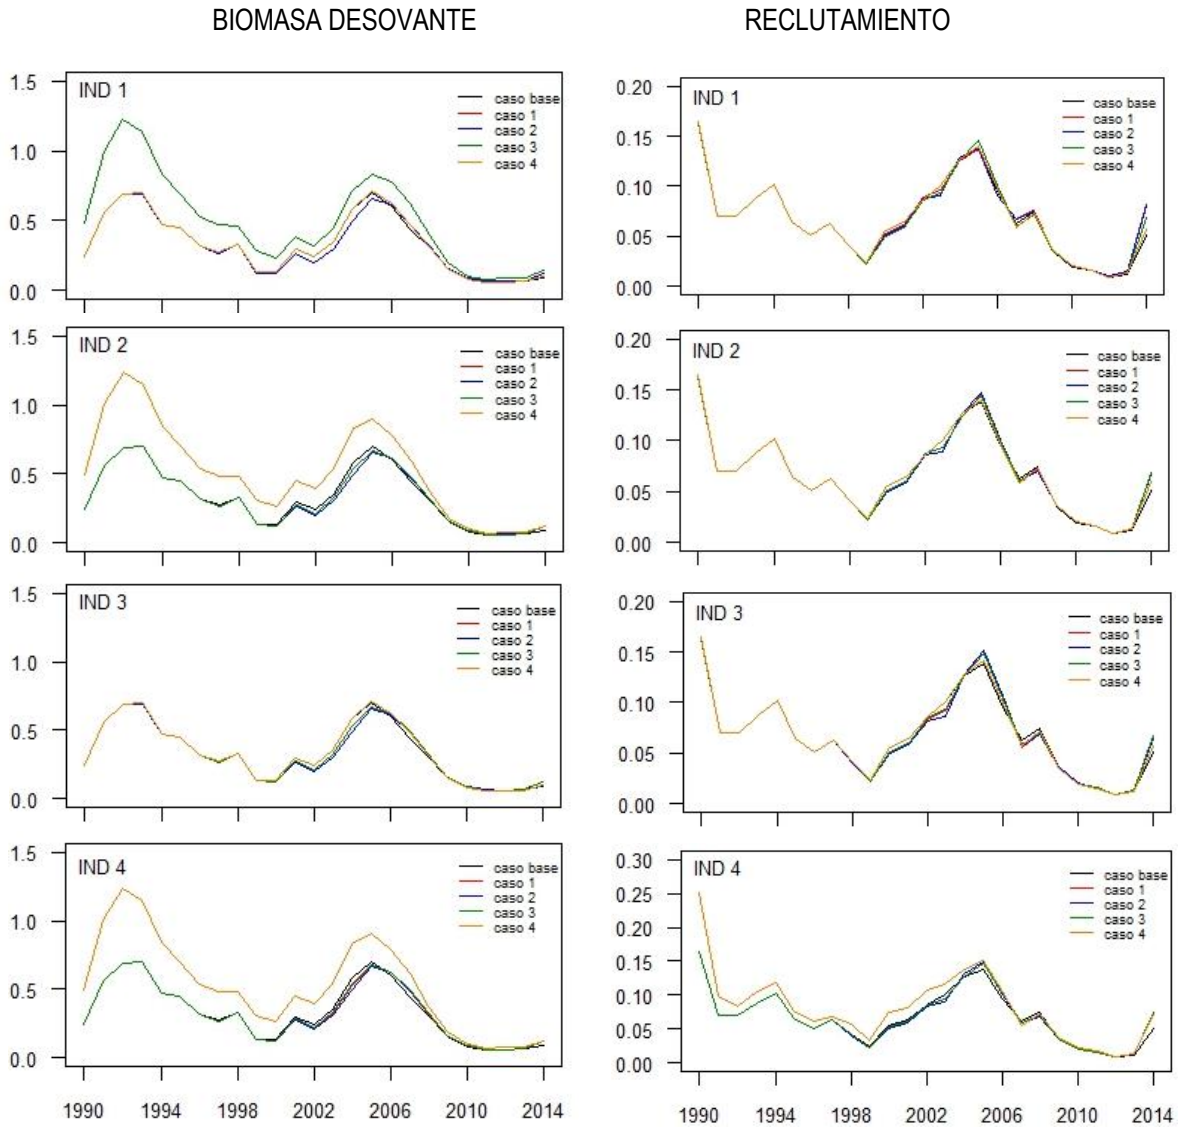 BIOMASA DESOVANTE
RECLUTAMIENTO
IND 1
1.5
1.0
0.5
0.0
caso base
caso 1
caso 2
caso 3
caso 4
IND 1
0.20
0.15
0.10
0.05
0.00
caso base
caso 1
caso 2
caso 3
caso 4
IND 2
1.5
1.0
0.5
0.0
caso base
caso 1
caso 2
caso 3
caso 4
IND 2
0.20
0.15
0.10
0.05
0.00
caso base
caso 1
caso 2
caso 3
caso 4
IND 3
1.5
1.0
0.5
0.0
caso base
caso 1
caso 2
caso 3
caso 4
IND 3
0.20
0.15
0.10
0.05
0.00
caso base
caso 1
caso 2
caso 3
caso 4
IND 4
1.5
1.0
0.5
0.0
caso base
caso 1
caso 2
caso 3
caso 4
1990 1994 1998 2002 2006 2010 2014
IND 4
0.30
0.25
0.20
0.15
0.10
0.05
0.00
caso base
caso 1
caso 2
caso 3
caso 4
1990 1994 1998 2002 2006 2010 2014